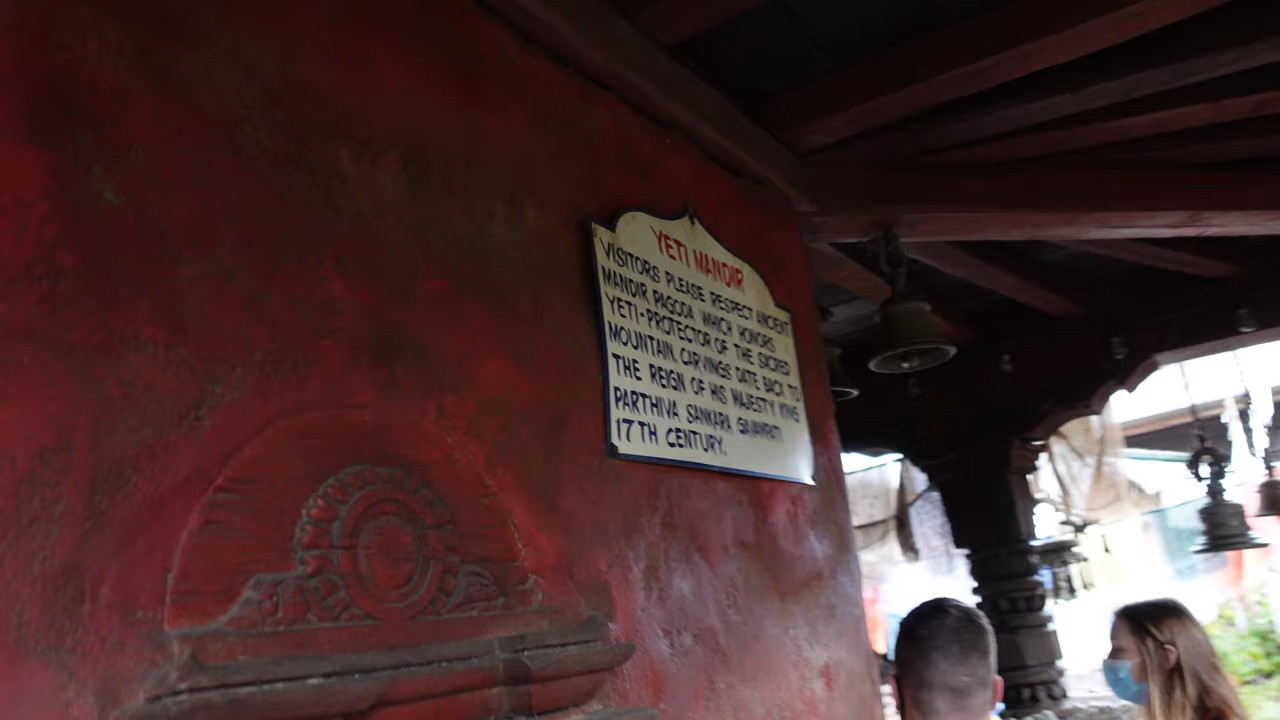 YETI MANDIR
VISITORS PLEASE RESPECT ANCIENT
MANDIR PAGODA WHICH HONORS
YETI-PROTECTOR OF THE SACRED
MOUNTAIN. CARVINGS DATE BACK TO
THE REIGN OF HIS MAJESTY KING
PARTHIVA SANKARA
17TH CENTURY.